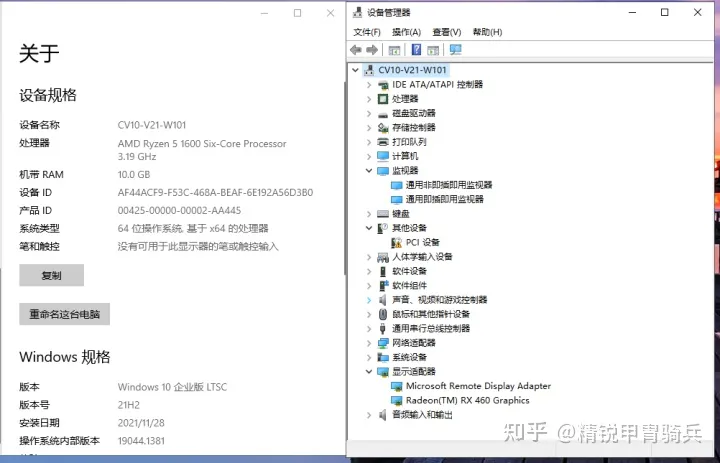 关于
设备规格
设备名称 CV10-V21-W101
处理器 AMD Ryzen 5 1600 Six-Core Processor
3.19 GHz
机带 RAM 10.0 GB
设备 ID AF44ACF9-F53C-468A-BEAF-6E192A56D3B0
产品 ID 00425-00000-00002-AA445
系统类型 64 位操作系统, 基于 x64 的处理器
笔和触控 没有可用于此显示器的笔或触控输入
复制
重命名这台电脑
Windows 规格
版本 Windows 10 企业版 LTSC
版本号 21H2
安装日期 2021/11/28
操作系统内部版本 19044.1381
设备管理器
文件(F) 操作(A) 查看(V) 帮助(H)
CV10-V21-W101
IDE ATA/ATAPI 控制器
处理器
磁盘驱动器
存储控制器
打印队列
计算机
监视器
通用非即插即用监视器
通用即插即用监视器
键盘
其他设备
PCI 设备
人体学输入设备
软件设备
软件组件
声音、视频和游戏控制器
鼠标和其他指针设备
通用串行总线控制器
网络适配器
系统设备
显示适配器
Microsoft Remote Display Adapter
Radeon(TM) RX 460 Graphics
音频输入和输出
知乎 @精锐甲胄骑兵